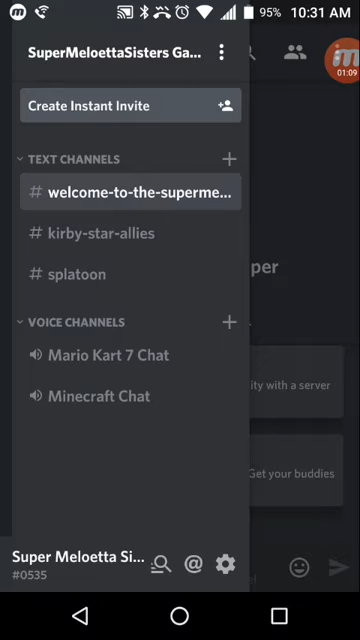 95% 10:31 AM
SuperMeloettaSisters Ga...
01:09
Create Instant Invite
TEXT CHANNELS
# welcome-to-the-superme...
# kirby-star-allies
# splatoon
per
VOICE CHANNELS
Mario Kart 7 Chat
ity with a server
Minecraft Chat
Get your buddies
Super Meloetta Si...
#0535